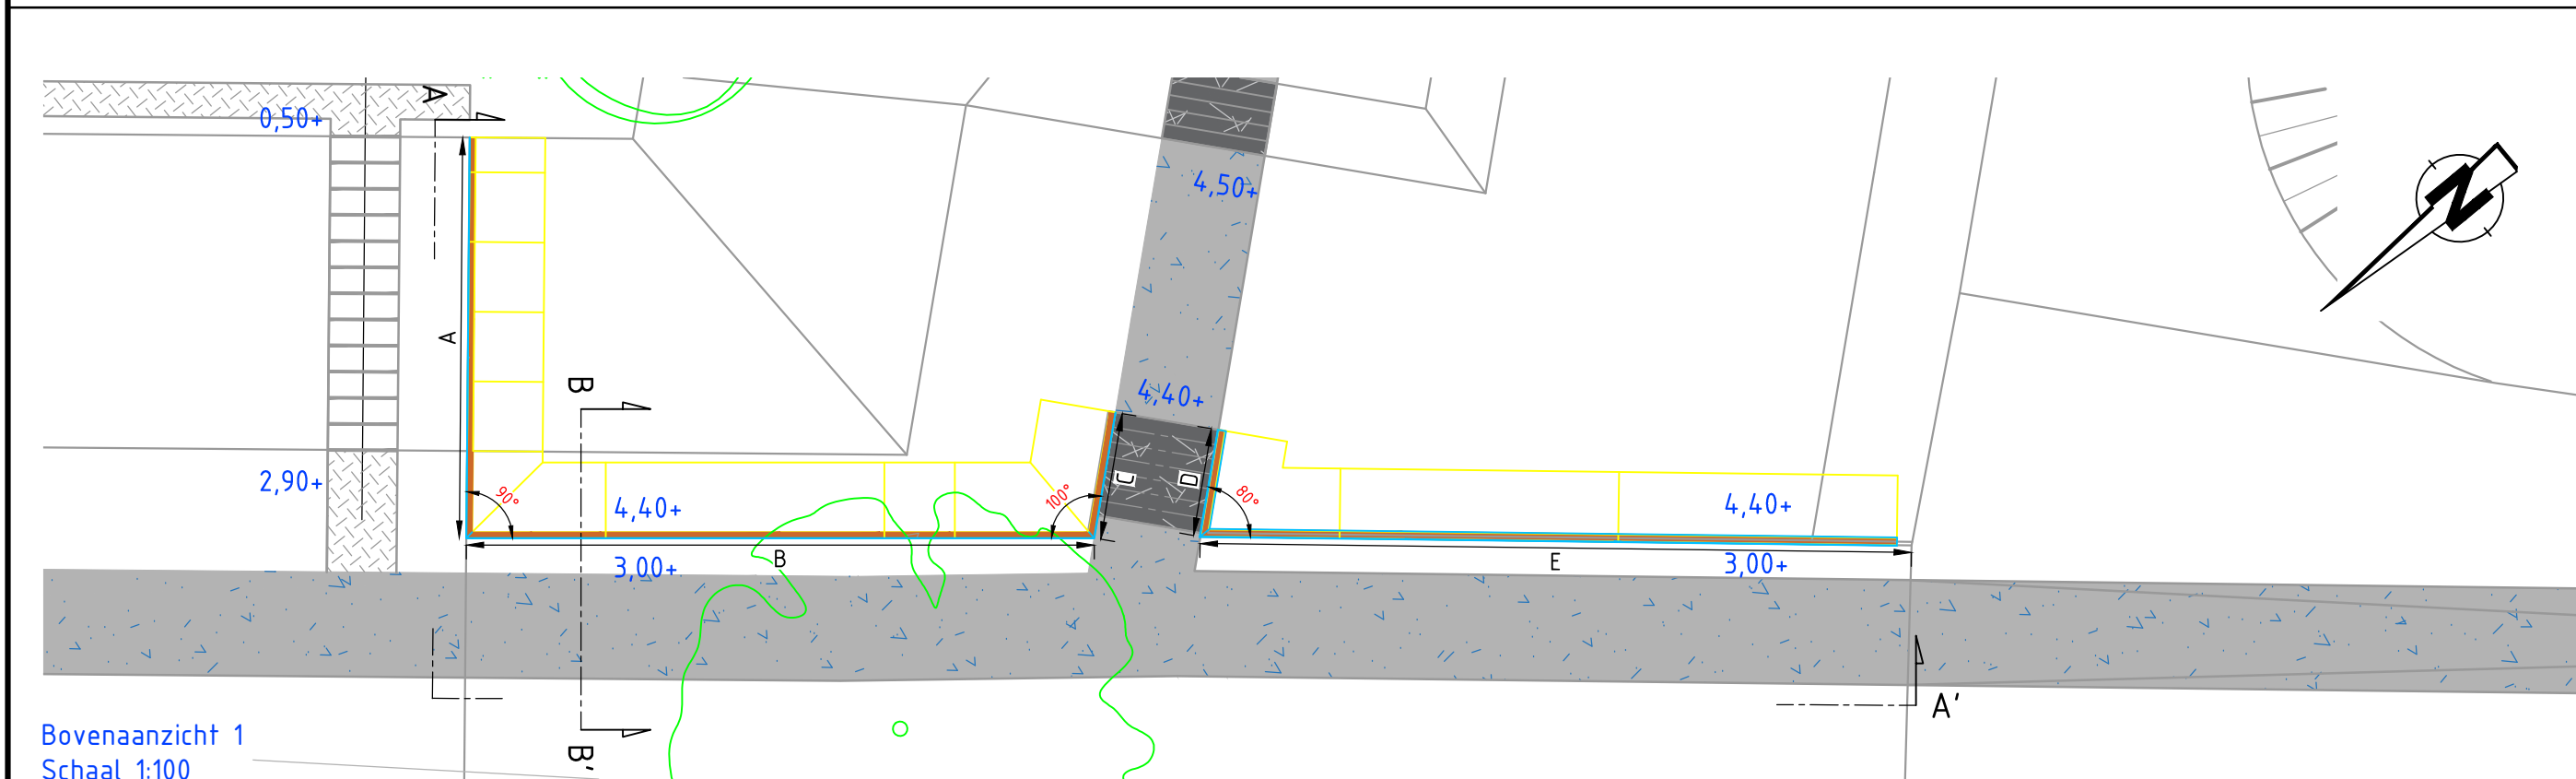 A
0,50+
4,50+
N
A
B
4,40+
2,90+
90°
4,40+
100°
C
D
80°
4,40+
3,00+
B
E
3,00+
A'
Bovenaanzicht 1
B'
Schaal 1:100